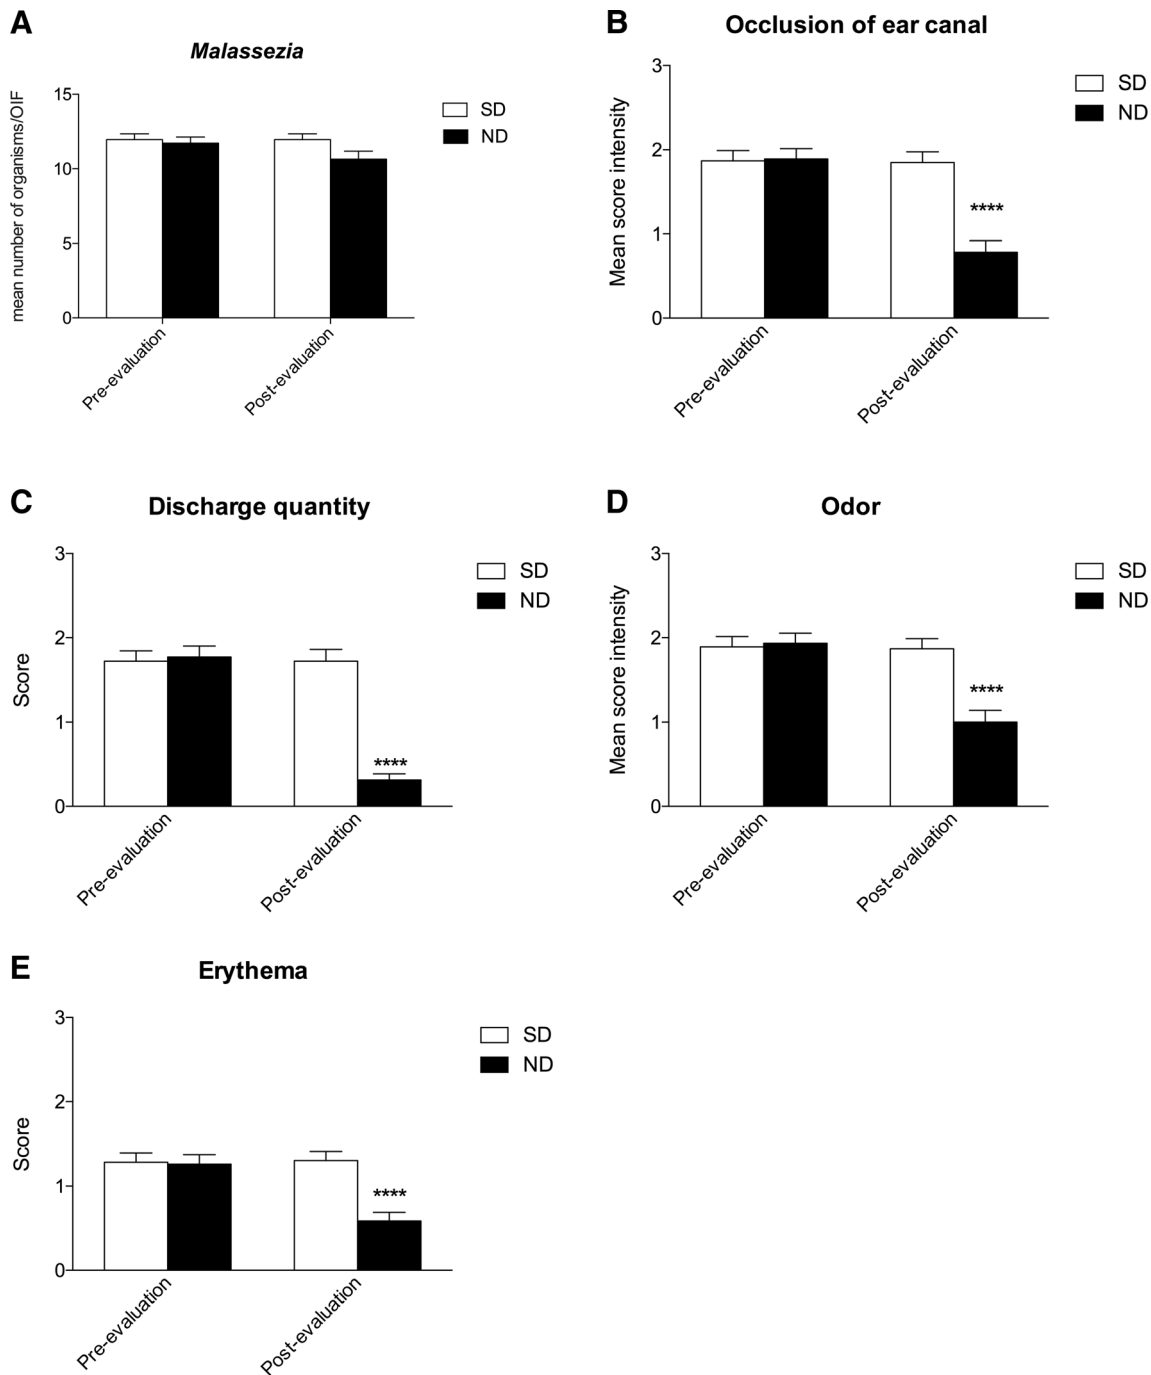 A
Malassezia
mean number of organisms/OIF
15
10
5
0
SD
ND
Pre-evaluation
Post-evaluation
B
Occlusion of ear canal
Mean score intensity
3
2
1
0
SD
ND
****
Pre-evaluation
Post-evaluation
C
Discharge quantity
Score
3
2
1
0
SD
ND
****
Pre-evaluation
Post-evaluation
D
Odor
Mean score intensity
3
2
1
0
SD
ND
****
Pre-evaluation
Post-evaluation
E
Erythema
Score
3
2
1
0
SD
ND
****
Pre-evaluation
Post-evaluation